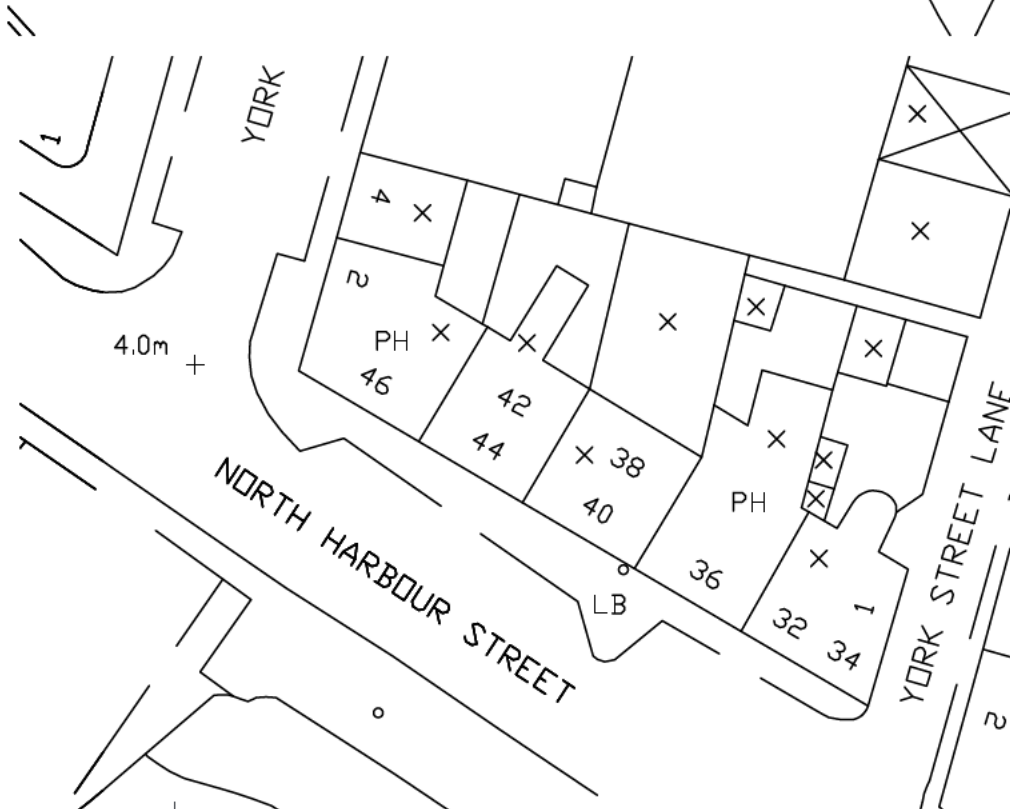 YORK
1
4
2
PH
46
4.0m
42
44
38
40
PH
36
32
34
1
LB
NORTH HARBOUR STREET
YORK STREET LANE
2